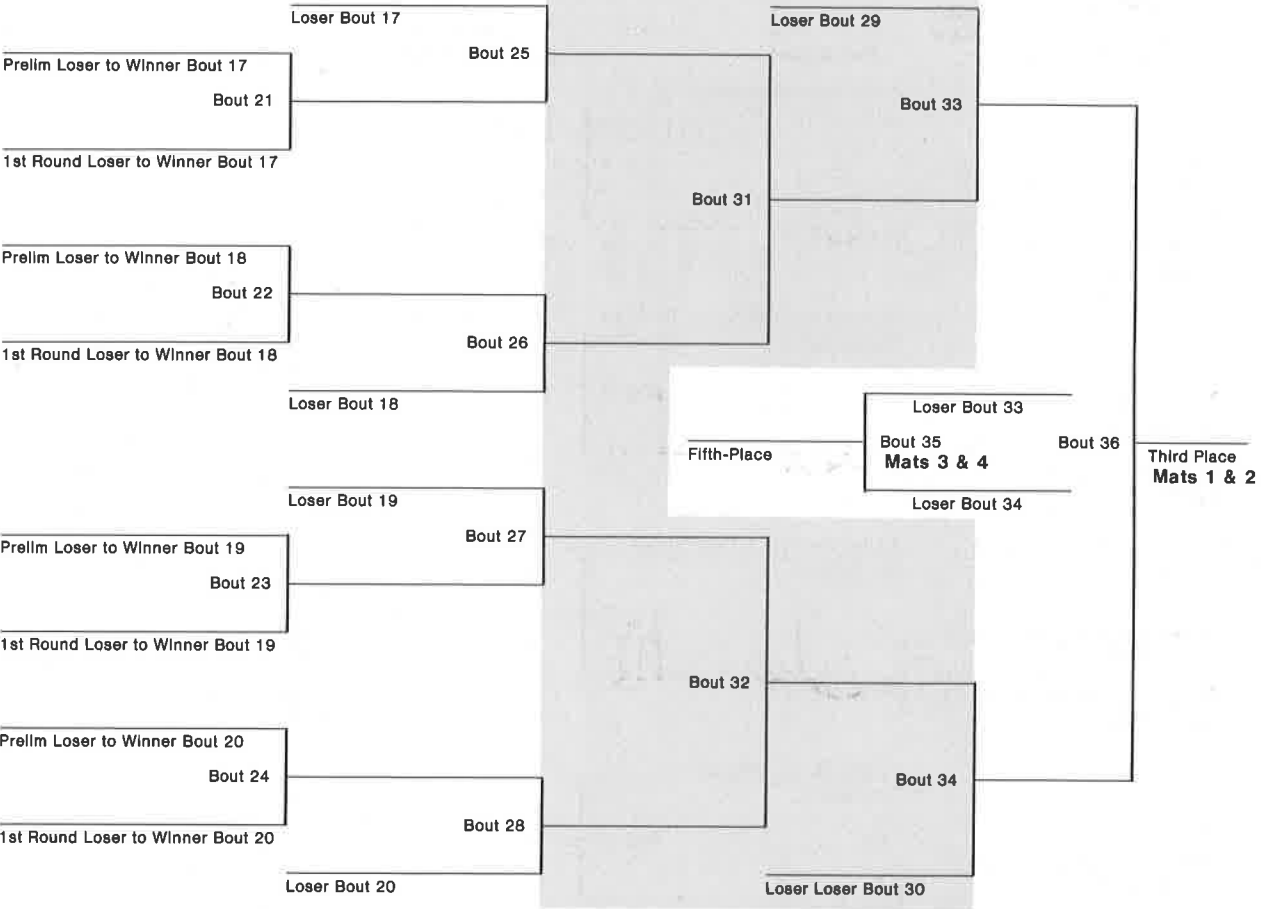 Loser Bout 17
Loser Bout 29
Prelim Loser to Winner Bout 17
Bout 25
Bout 21
Bout 33
1st Round Loser to Winner Bout 17
Bout 31
Prelim Loser to Winner Bout 18
Bout 22
Bout 26
1st Round Loser to Winner Bout 18
Loser Bout 18
Loser Bout 33
Bout 35
Mats 3 & 4
Bout 36
Fifth-Place
Third Place
Mats 1 & 2
Loser Bout 34
Loser Bout 19
Bout 27
Prelim Loser to Winner Bout 19
Bout 23
1st Round Loser to Winner Bout 19
Bout 32
Prelim Loser to Winner Bout 20
Bout 24
Bout 34
Bout 28
1st Round Loser to Winner Bout 20
Loser Bout 20
Loser Loser Bout 30